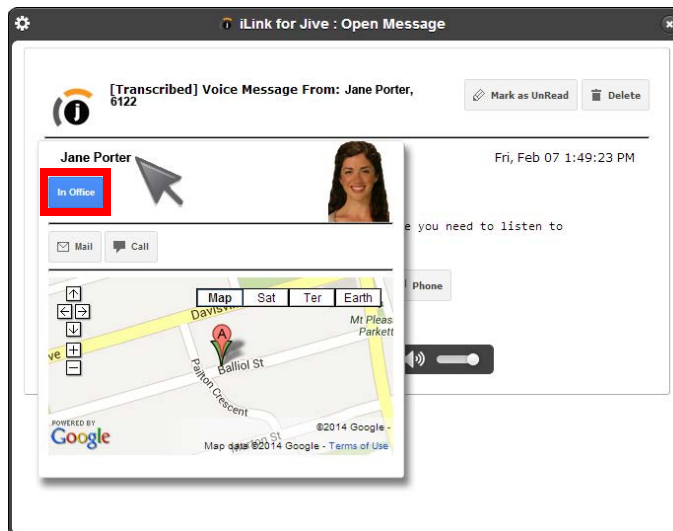 iLink for Jive : Open Message
[Transcribed] Voice Message From: Jane Porter,
6122
Mark as UnRead
Delete
Jane Porter
Fri, Feb 07 1:49:23 PM
In Office
e you need to listen to
Mail
Call
Phone
Map Sat Ter Earth
Davisv
Mt Pleas
Parkett
ve
Balliol St
Pailton Crescent
POWERED BY
Google
©2014 Google -
Map data ©2014 Google - Terms of Use
St
A
j